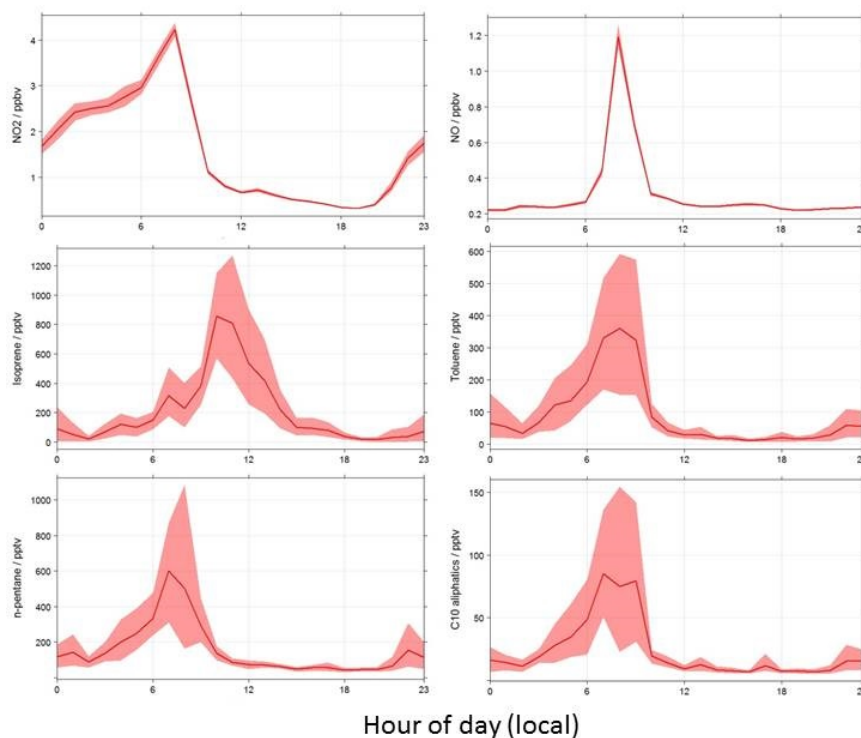 NO2 / ppbv
4
3
2
1
0 6 12 18 23
NO / ppbv
1.2
1.0
0.8
0.6
0.4
0.2
0 6 12 18 2
Isoprene / pptv
1200
1000
800
600
400
200
0
0 6 12 18 23
Toluene / pptv
600
500
400
300
200
100
0
0 6 12 18 2
n-pentane / pptv
1000
800
600
400
200
0 6 12 18 23
C10 aliphatics / pptv
150
100
50
0 6 12 18 2
Hour of day (local)